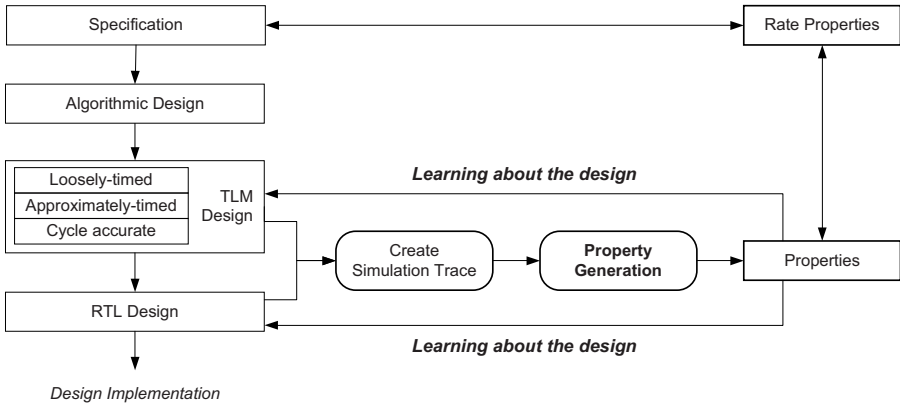 Specification
Rate Properties
Algorithmic Design
Loosely-timed
Approximately-timed
Cycle accurate
TLM
Design
Learning about the design
Create
Simulation Trace
Property
Generation
Properties
RTL Design
Learning about the design
Design Implementation